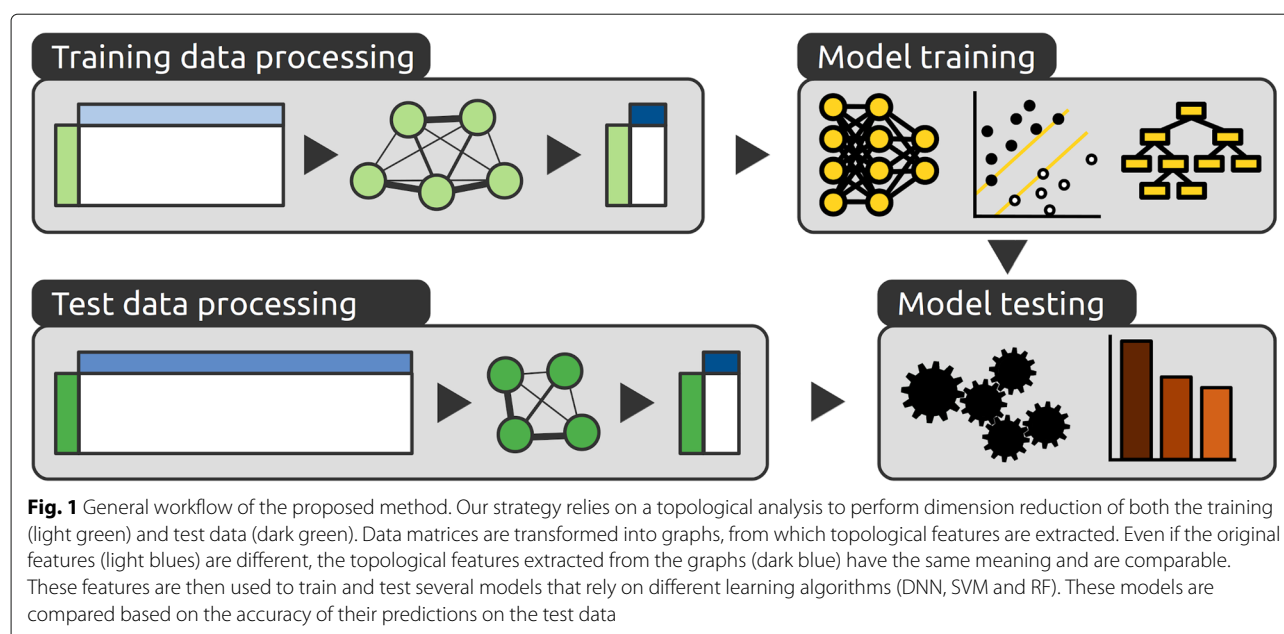 Training data processing
Model training
Test data processing
Model testing
Fig. 1 General workflow of the proposed method. Our strategy relies on a topological analysis to perform dimension reduction of both the training
(light green) and test data (dark green). Data matrices are transformed into graphs, from which topological features are extracted. Even if the original
features (light blues) are different, the topological features extracted from the graphs (dark blue) have the same meaning and are comparable.
These features are then used to train and test several models that rely on different learning algorithms (DNN, SVM and RF). These models are
compared based on the accuracy of their predictions on the test data